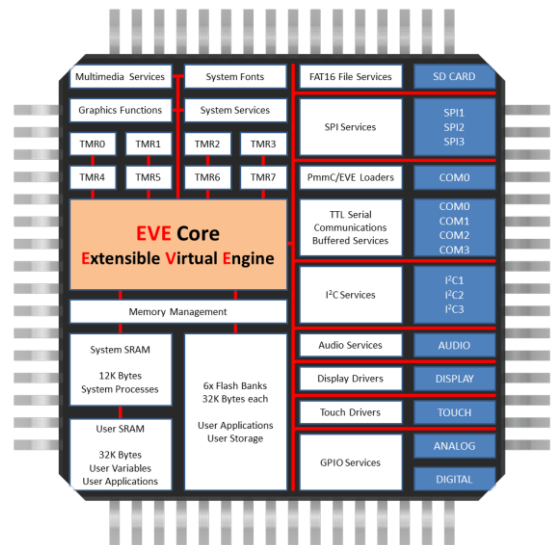 Multimedia Services
System Fonts
Graphics Functions
System Services
TMR0
TMR1
TMR2
TMR3
TMR4
TMR5
TMR6
TMR7
EVE Core
Extensible Virtual Engine
Memory Management
System SRAM
12K Bytes
System Processes
User SRAM
32K Bytes
User Variables
User Applications
6x Flash Banks
32K Bytes each
User Applications
User Storage
FAT16 File Services
SD CARD
SPI Services
SPI1
SPI2
SPI3
PmmC/EVE Loaders
COM0
TTL Serial
Communications
Buffered Services
COM0
COM1
COM2
COM3
I²C Services
I²C1
I²C2
I²C3
Audio Services
AUDIO
Display Drivers
DISPLAY
Touch Drivers
TOUCH
GPIO Services
ANALOG
DIGITAL